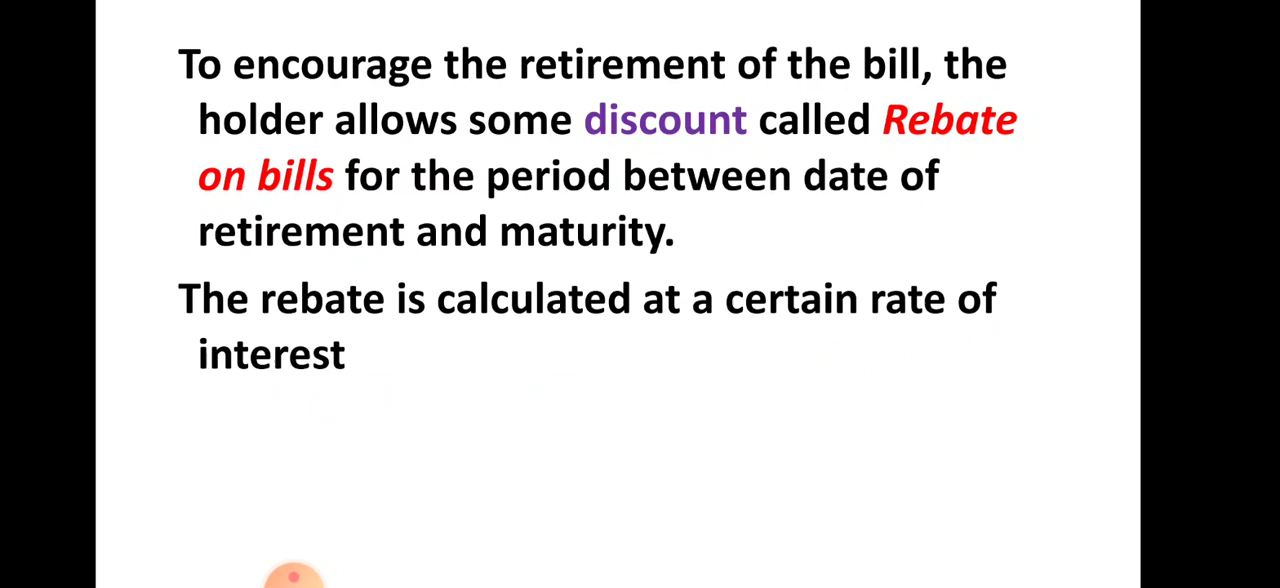 To encourage the retirement of the bill, the
holder allows some discount called Rebate
on bills for the period between date of
retirement and maturity.
The rebate is calculated at a certain rate of
interest